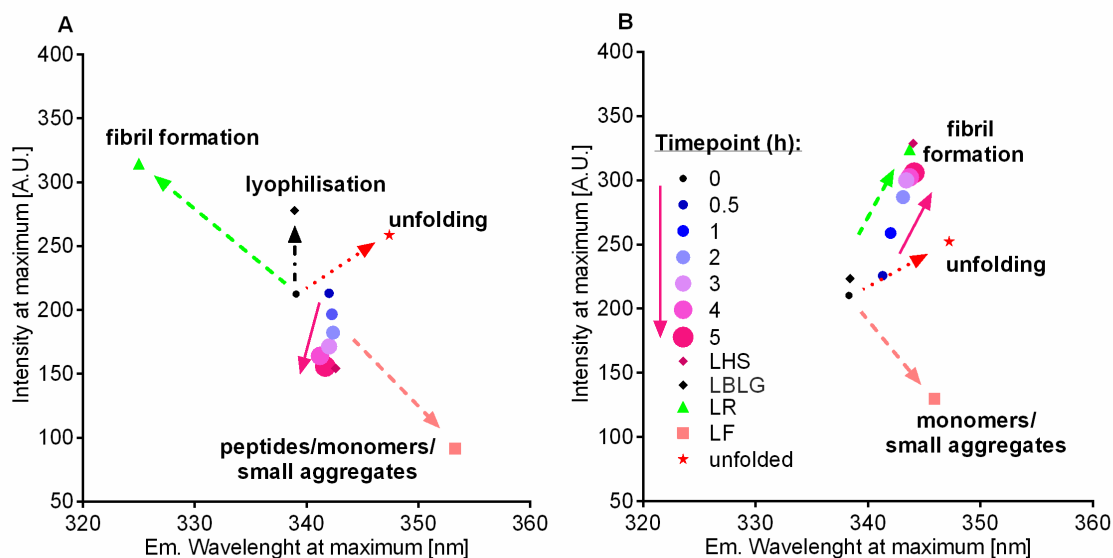 A
400
350
300
250
200
150
100
50
Intensity at maximum [A.U.]
fibril formation
lyophilisation
unfolding
peptides/monomers/
small aggregates
320
330
340
350
360
Em. Wavelenght at maximum [nm]
B
400
350
300
250
200
150
100
50
Intensity at maximum [A.U.]
Timepoint (h):
0
0.5
1
2
3
4
5
LHS
LBLG
LR
LF
unfolded
fibril
formation
unfolding
monomers/
small aggregates
320
330
340
350
360
Em. Wavelenght at maximum [nm]